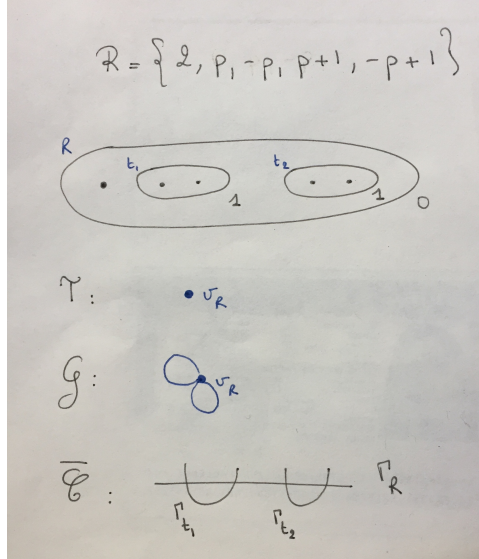 R = { 2, p, -p, p+1, -p+1 }
R t₁ t₂
1 1 0
T : v_R
G : v_R
C̅ : Γ_R
Γ_t₁ Γ_t₂